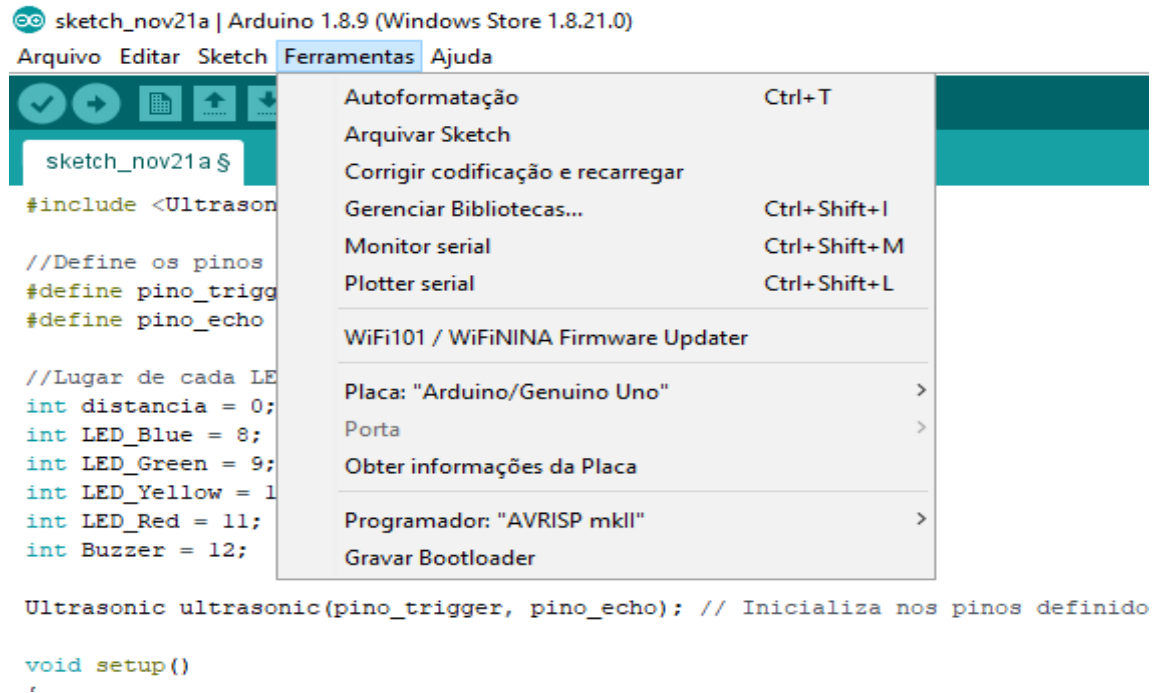 sketch_nov21a | Arduino 1.8.9 (Windows Store 1.8.21.0)
Arquivo Editar Sketch Ferramentas Ajuda
Autoformatação Ctrl+T
Arquivar Sketch
Corrigir codificação e recarregar
Gerenciar Bibliotecas... Ctrl+Shift+I
Monitor serial Ctrl+Shift+M
Plotter serial Ctrl+Shift+L
WiFi101 / WiFiNINA Firmware Updater
Placa: "Arduino/Genuino Uno" >
Porta >
Obter informações da Placa
Programador: "AVRISP mkII" >
Gravar Bootloader
sketch_nov21a §
#include <Ultrason
//Define os pinos
#define pino_trigg
#define pino_echo
//Lugar de cada LE
int distancia = 0;
int LED_Blue = 8;
int LED_Green = 9;
int LED_Yellow = 1
int LED_Red = 11;
int Buzzer = 12;
Ultrasonic ultrasonic(pino_trigger, pino_echo); // Inicializa nos pinos definido
void setup()